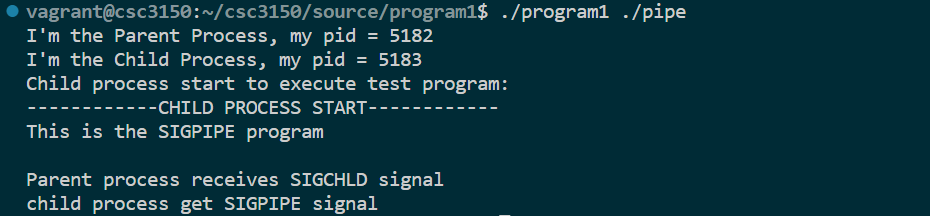 vagrant@csc3150:~/csc3150/source/program1$ ./program1 ./pipe
I'm the Parent Process, my pid = 5182
I'm the Child Process, my pid = 5183
Child process start to execute test program:
------------CHILD PROCESS START------------
This is the SIGPIPE program
Parent process receives SIGCHLD signal
child process get SIGPIPE signal